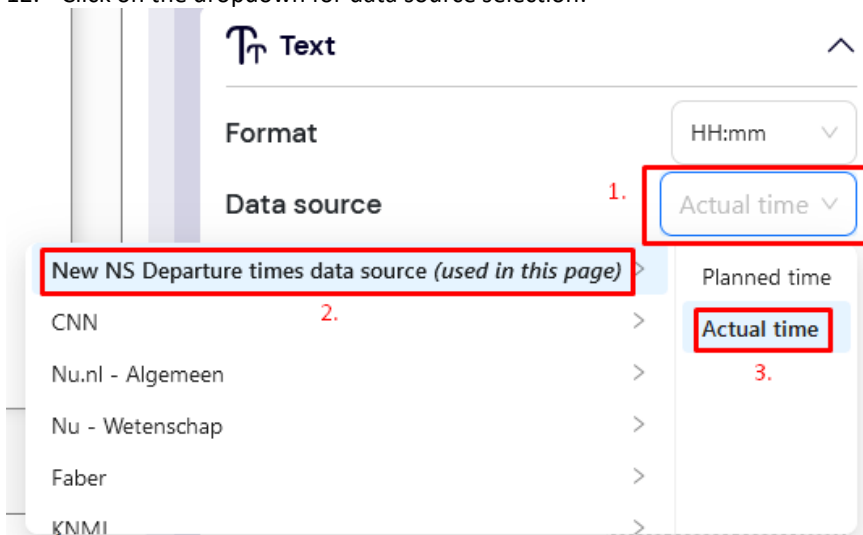 12. Click on the dropdown for data source selection.
Text
Format
HH:mm
Data source
1.
Actual time
New NS Departure times data source (used in this page)
Planned time
2.
CNN
Actual time
Nu.nl - Algemeen
3.
Nu - Wetenschap
Faber
KNMI